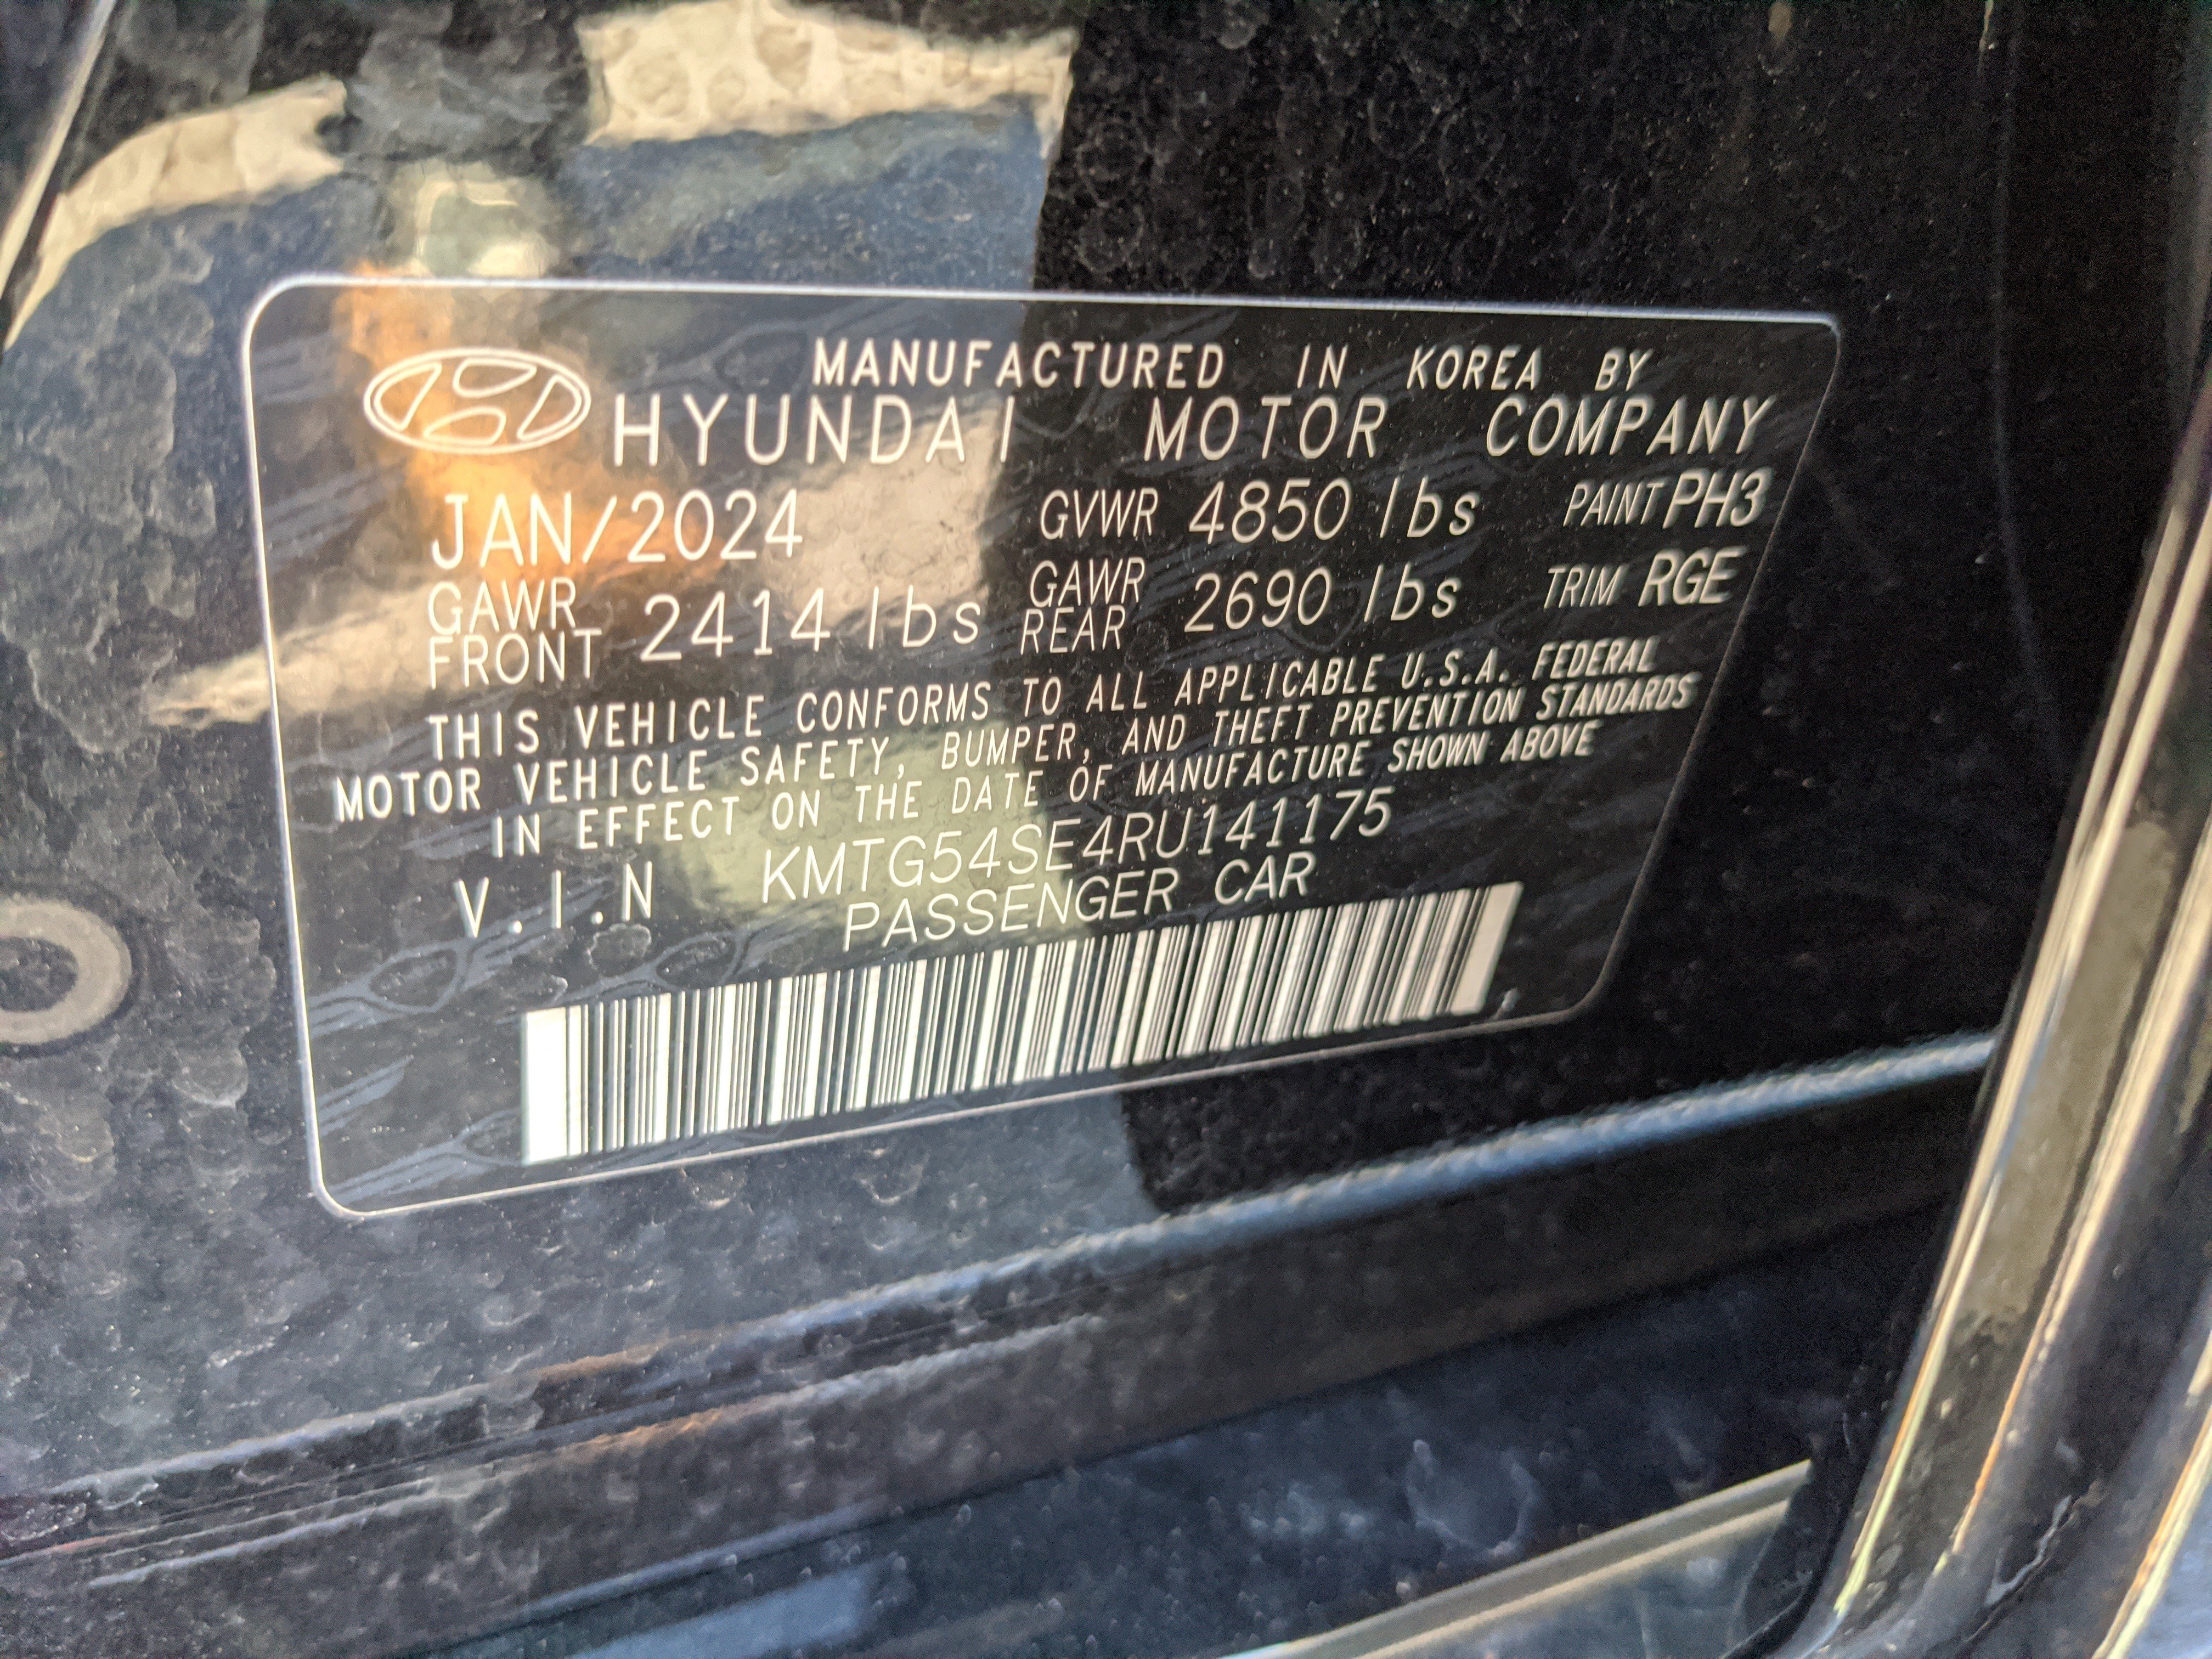 MANUFACTURED IN KOREA BY
HYUNDAI MOTOR COMPANY
JAN/2024 GVWR 4850 lbs PAINT PH3
GAWR FRONT 2414 lbs GAWR REAR 2690 lbs TRIM RGE
THIS VEHICLE CONFORMS TO ALL APPLICABLE U.S.A. FEDERAL
MOTOR VEHICLE SAFETY, BUMPER, AND THEFT PREVENTION STANDARDS
IN EFFECT ON THE DATE OF MANUFACTURE SHOWN ABOVE
V.I.N KMTG54SE4RU141175
PASSENGER CAR